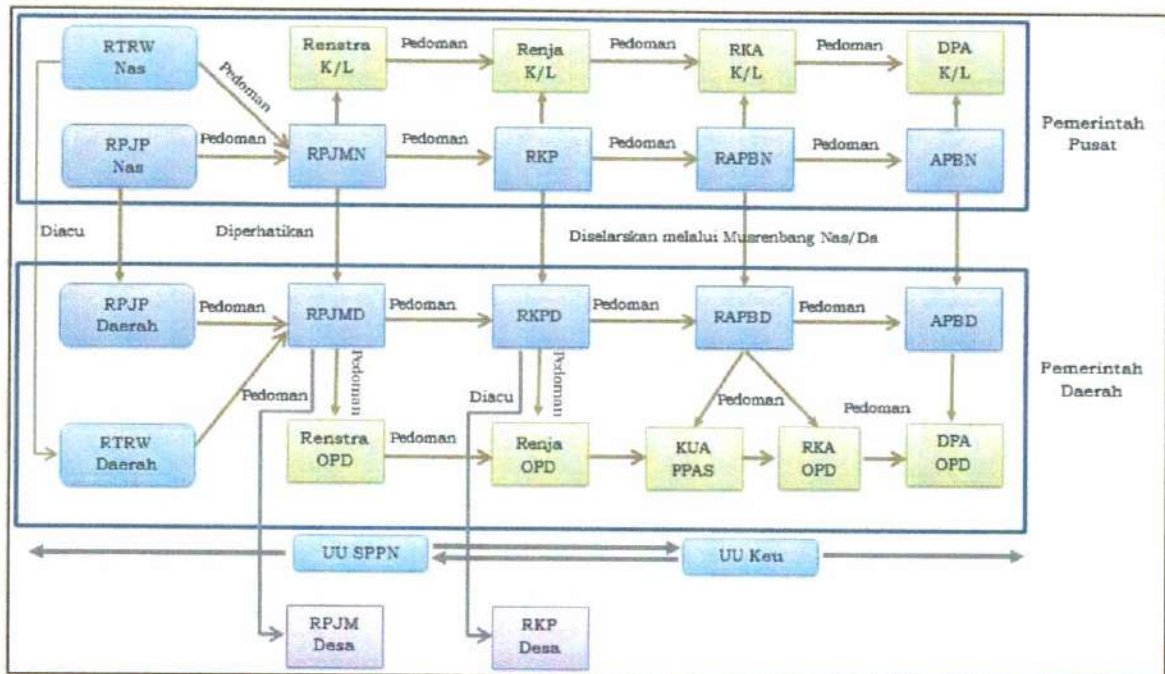 RTRW
Nas
Renstra
K/L
Pedoman
Renja
K/L
Pedoman
RKA
K/L
Pedoman
DPA
K/L
Pedoman
RPJP
Nas
Pedoman
RPJMN
Pedoman
RKP
Pedoman
RAPBN
Pedoman
APBN
Pemerintah
Pusat
Diacu
Diperhatikan
Diselarskan melalui Musrenbang Nas/Da
RPJP
Daerah
Pedoman
RPJMD
Pedoman
RKPD
Pedoman
RAPBD
Pedoman
APBD
Pedoman
Pedoman
Diacu
Pedoman
Pedoman
Pedoman
Pemerintah
Daerah
RTRW
Daerah
Renstra
OPD
Pedoman
Renja
OPD
KUA
PPAS
RKA
OPD
DPA
OPD
UU SPPN
UU Keu
RPJM
Desa
RKP
Desa